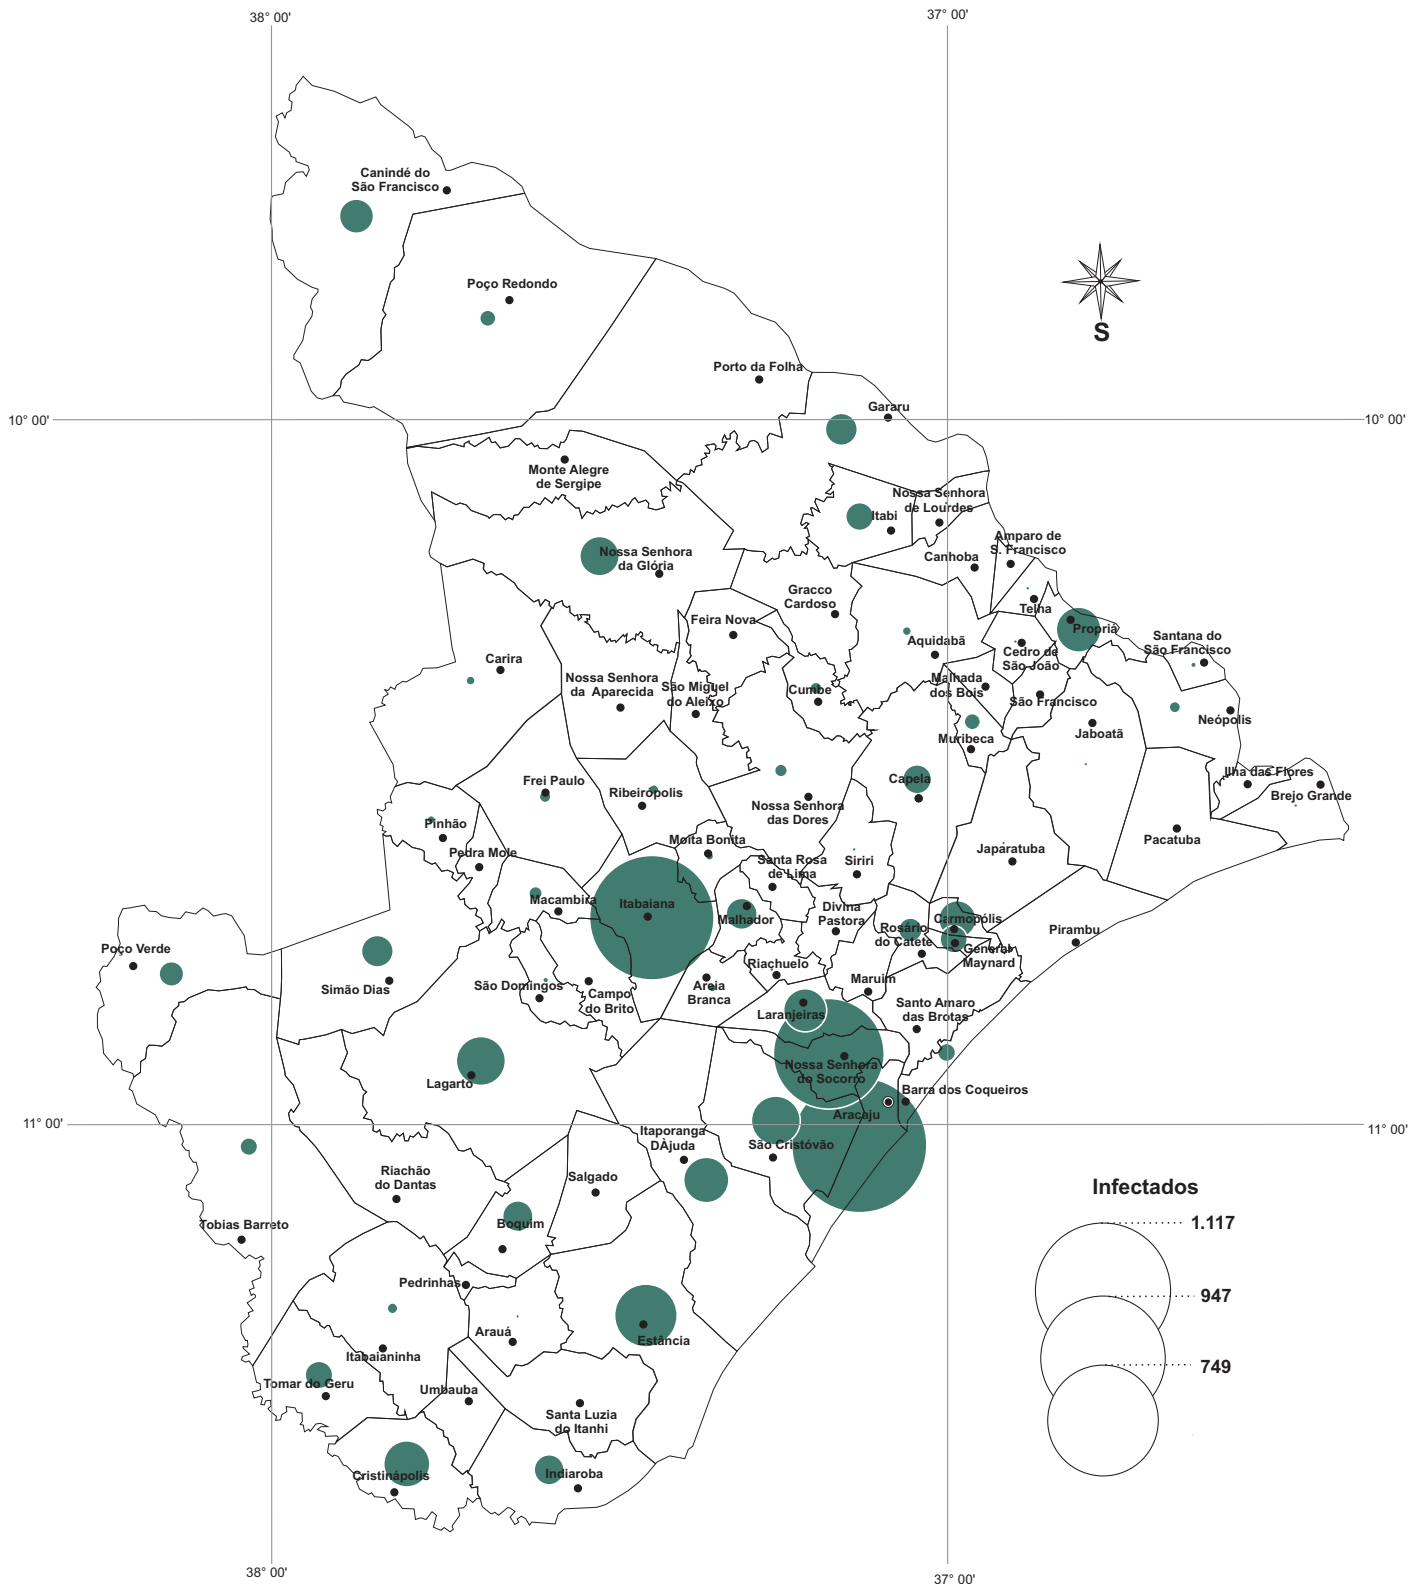 38° 00'
37° 00'
Canindé do
São Francisco
Poço Redondo
S
Porto da Folha
Gararu
10° 00'
10° 00'
Monte Alegre
de Sergipe
Nossa Senhora
de Lourdes
Itabi
Amparo de
S. Francisco
Nossa Senhora
da Glória
Canhoba
Gracco
Cardoso
Telha
Feira Nova
Propriá
Aquidabã
Santana do
São Francisco
Carira
Cedro de
São João
Nossa Senhora
da Aparecida
São Miguel
do Aleixo
Cumbe
Malhada
dos Bois
São Francisco
Neópolis
Muribeca
Jaboatã
Frei Paulo
Ribeirópolis
Capela
Ilha das Flores
Brejo Grande
Nossa Senhora
das Dores
Pinhão
Moita Bonita
Pacatuba
Pedra Mole
Santa Rosa
de Lima
Siriri
Japaratuba
Macambira
Itabaiana
Malhador
Divina
Pastora
Carmopólis
Rosário
do Catete
Pirambu
Poço Verde
General
Maynard
Riachuelo
Simão Dias
São Domingos
Campo
do Brito
Areia
Branca
Maruim
Laranjeiras
Santo Amaro
das Brotas
Nossa Senhora
do Socorro
Lagarto
Barra dos Coqueiros
Aracaju
11° 00'
11° 00'
Itaporanga
DÀjuda
São Cristóvão
Riachão
do Dantas
Salgado
Infectados
Tobias Barreto
Boquim
1.117
Pedrinhas
947
Arauá
Estância
Itabaianinha
749
Tomar do Geru
Umbauba
Santa Luzia
do Itanhi
Cristinápolis
Indiaroba
38° 00'
37° 00'